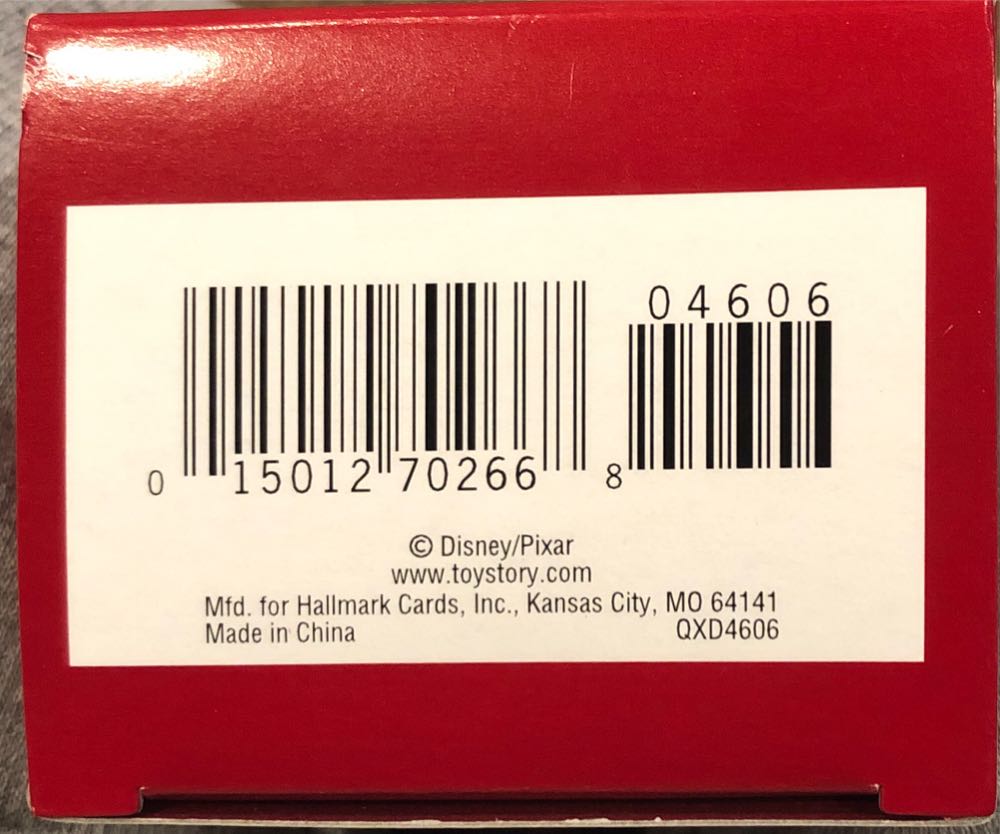 04606
0 15012 70266 8
© Disney/Pixar
www.toystory.com
Mfd. for Hallmark Cards, Inc., Kansas City, MO 64141
Made in China QXD4606